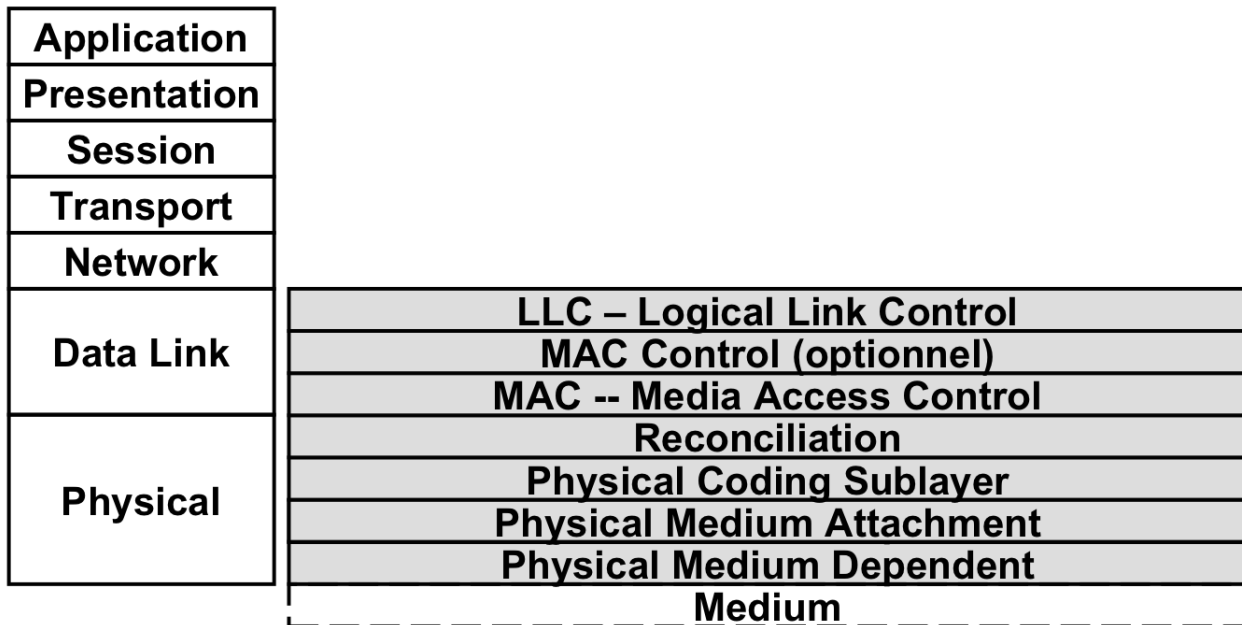 Application
Presentation
Session
Transport
Network
Data Link
Physical
LLC – Logical Link Control
MAC Control (optionnel)
MAC -- Media Access Control
Reconciliation
Physical Coding Sublayer
Physical Medium Attachment
Physical Medium Dependent
Medium